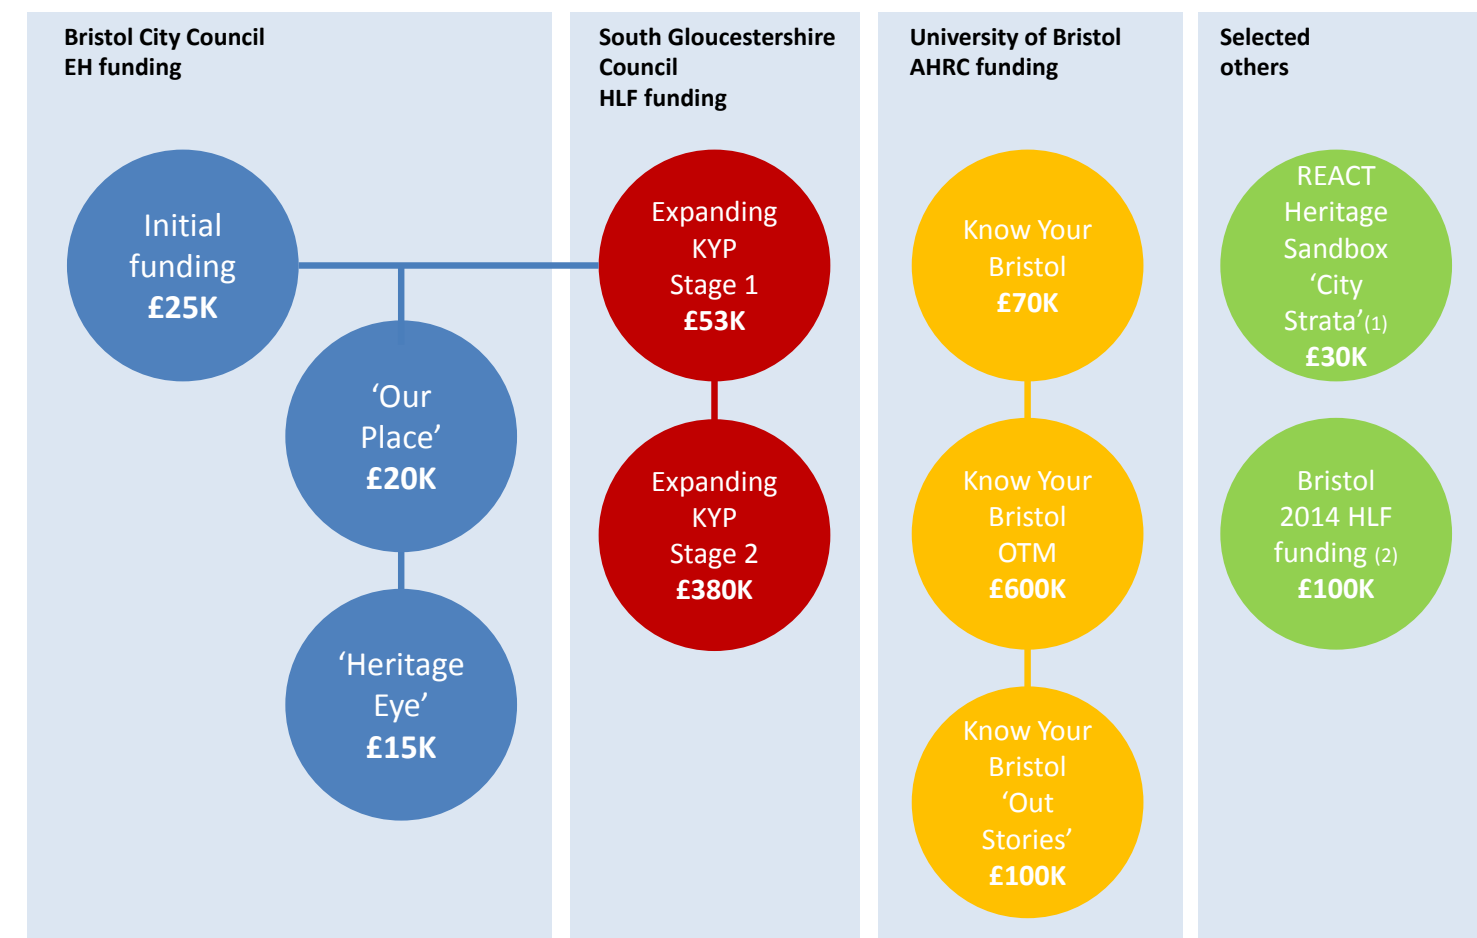 Bristol City Council
EH funding
Initial
funding
£25K
‘Our
Place’
£20K
‘Heritage
Eye’
£15K
South Gloucestershire
Council
HLF funding
Expanding
KYP
Stage 1
£53K
Expanding
KYP
Stage 2
£380K
University of Bristol
AHRC funding
Know Your
Bristol
£70K
Know Your
Bristol
OTM
£600K
Know Your
Bristol
‘Out
Stories’
£100K
Selected
others
REACT
Heritage
Sandbox
‘City
Strata’(1)
£30K
Bristol
2014 HLF
funding (2)
£100K